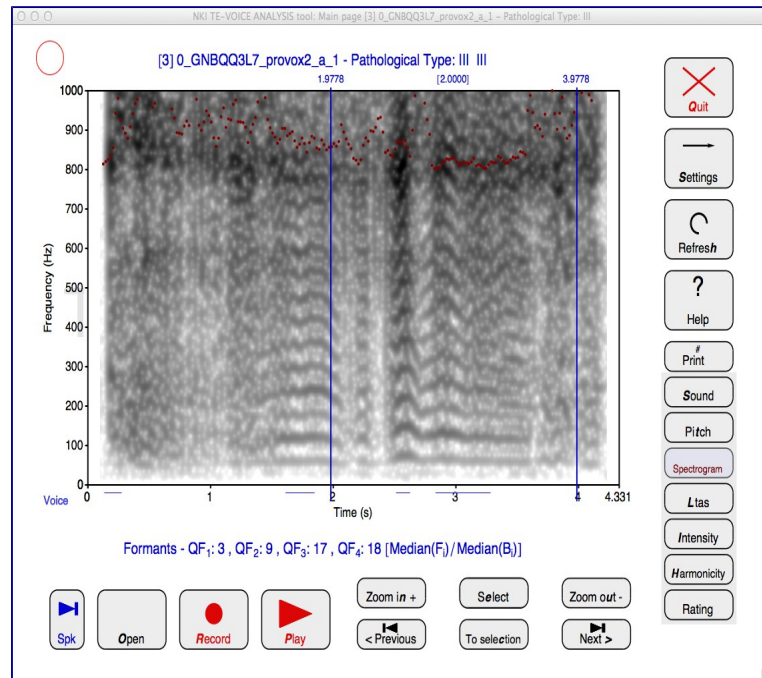 NKI TE-VOICE ANALYSIS tool: Main page [3] 0_GNBQQ3L7_provox2_a_1 - Pathological Type: III
[3] 0_GNBQQ3L7_provox2_a_1 - Pathological Type: III III
1.9778 [2.0000] 3.9778
1000
900
800
700
600
500
400
300
200
100
0
Frequency (Hz)
Voice
0 1 2 3 4 4.331
Time (s)
Formants - QF1: 3 , QF2: 9 , QF3: 17 , QF4: 18 [Median(Fi)/Median(Bi)]
Quit
Settings
Refresh
?
Help
#
Print
Sound
Pitch
Spectrogram
Ltas
Intensity
Harmonicity
Rating
Spk
Open
Record
Play
Zoom in +
Select
Zoom out -
< Previous
To selection
Next >